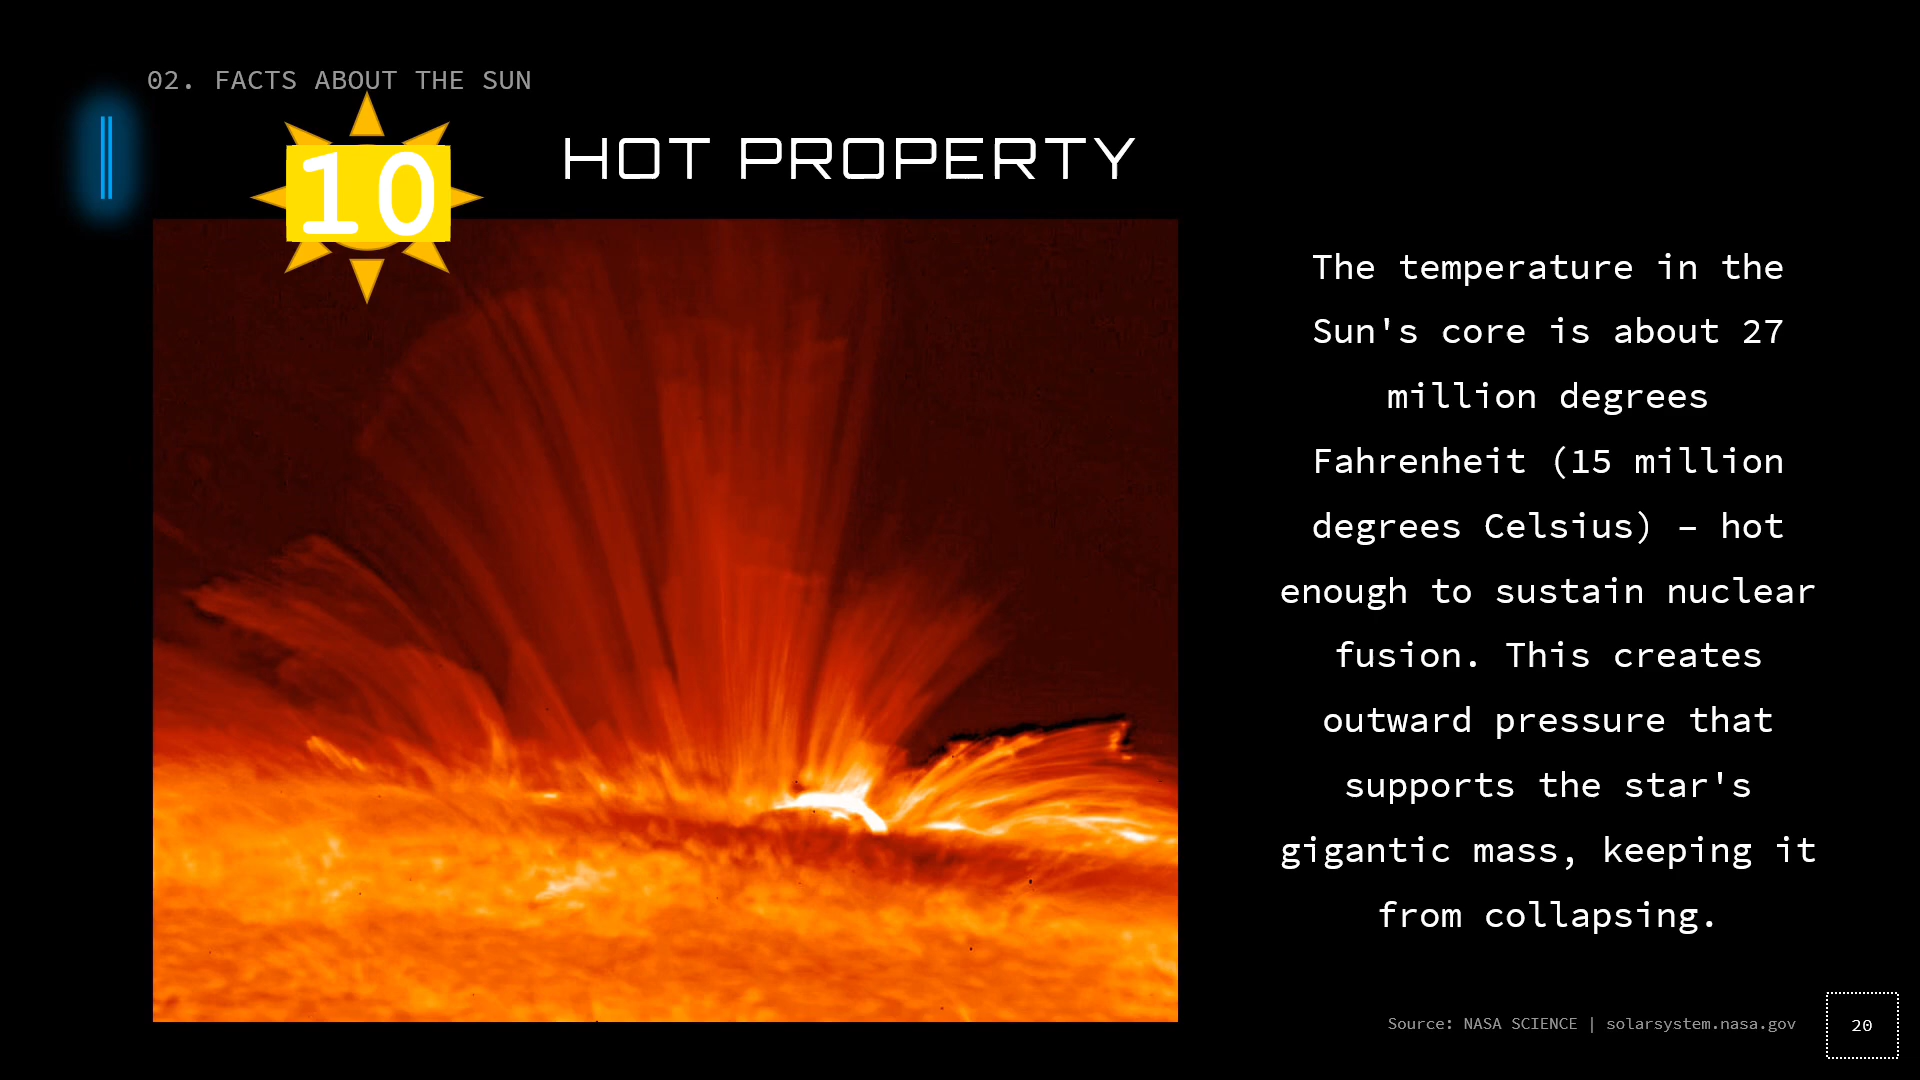 02. FACTS ABOUT THE SUN
10
HOT PROPERTY
The temperature in the
Sun's core is about 27
million degrees
Fahrenheit (15 million
degrees Celsius) – hot
enough to sustain nuclear
fusion. This creates
outward pressure that
supports the star's
gigantic mass, keeping it
from collapsing.
Source: NASA SCIENCE | solarsystem.nasa.gov
20